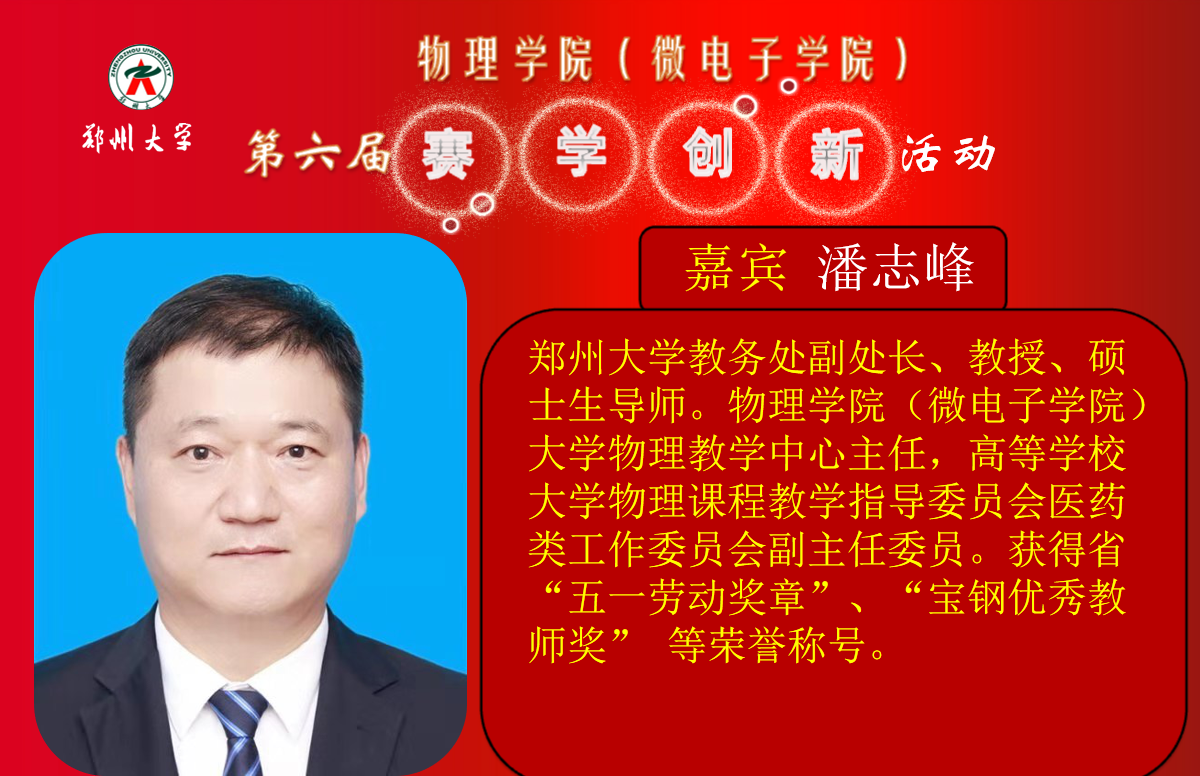 物理学院（微电子学院）
ZHENGZHOU UNIVERSITY
郑州大学
郑州大学
第六届赛学创新活动
嘉宾 潘志峰
郑州大学教务处副处长、教授、硕
士生导师。物理学院（微电子学院）
大学物理教学中心主任，高等学校
大学物理课程教学指导委员会医药
类工作委员会副主任委员。获得省
“五一劳动奖章”、“宝钢优秀教
师奖” 等荣誉称号。